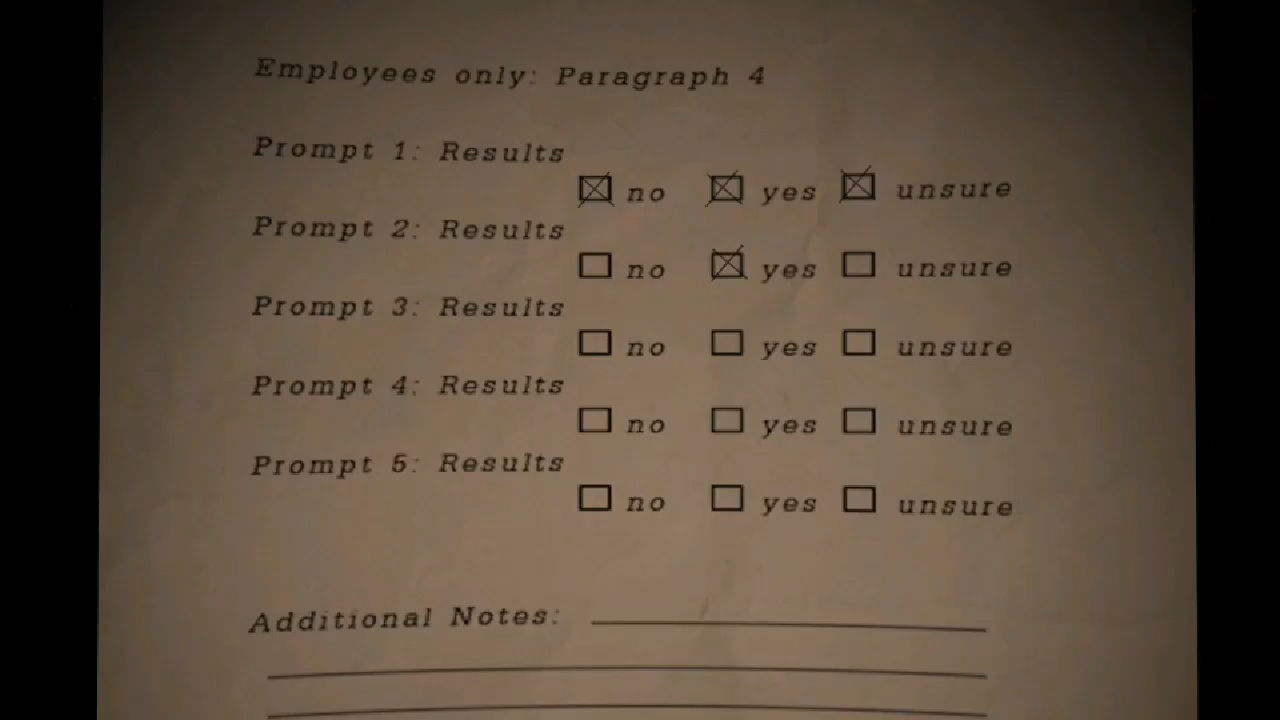 Employees only: Paragraph 4
Prompt 1: Results
☒ no ☒ yes ☒ unsure
Prompt 2: Results
☐ no ☒ yes ☐ unsure
Prompt 3: Results
☐ no ☐ yes ☐ unsure
Prompt 4: Results
☐ no ☐ yes ☐ unsure
Prompt 5: Results
☐ no ☐ yes ☐ unsure
Additional Notes: